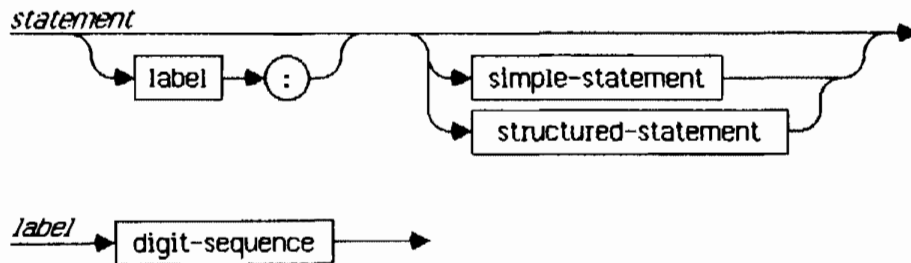 statement
label :
simple-statement
structured-statement
label
digit-sequence